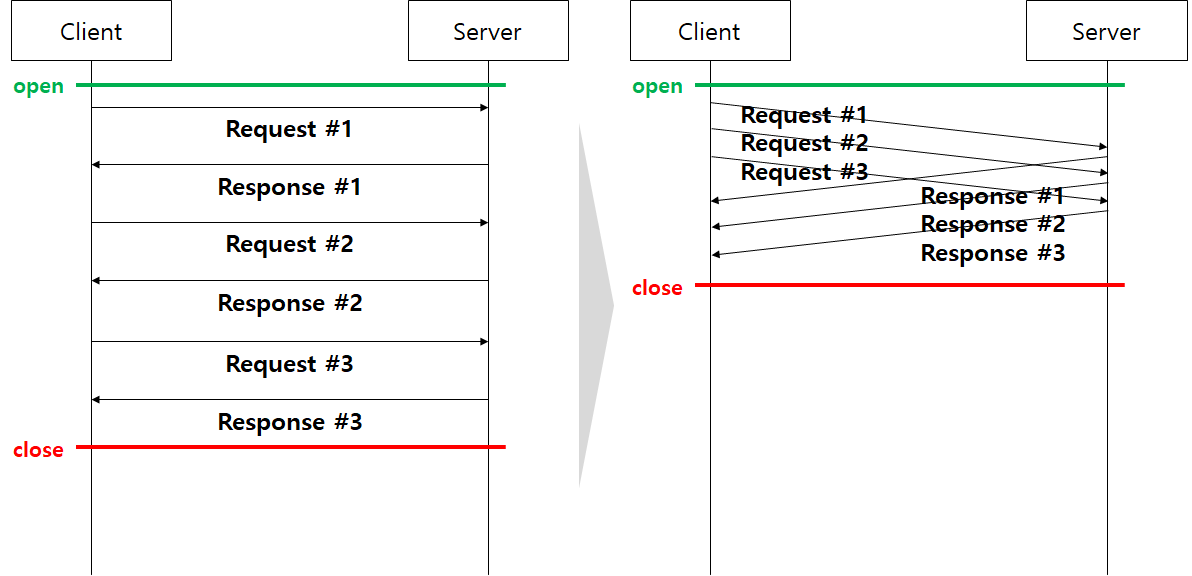 Client
Server
open
Request #1
Response #1
Request #2
Response #2
Request #3
Response #3
close
Client
Server
open
Request #1
Request #2
Request #3
Response #1
Response #2
Response #3
close